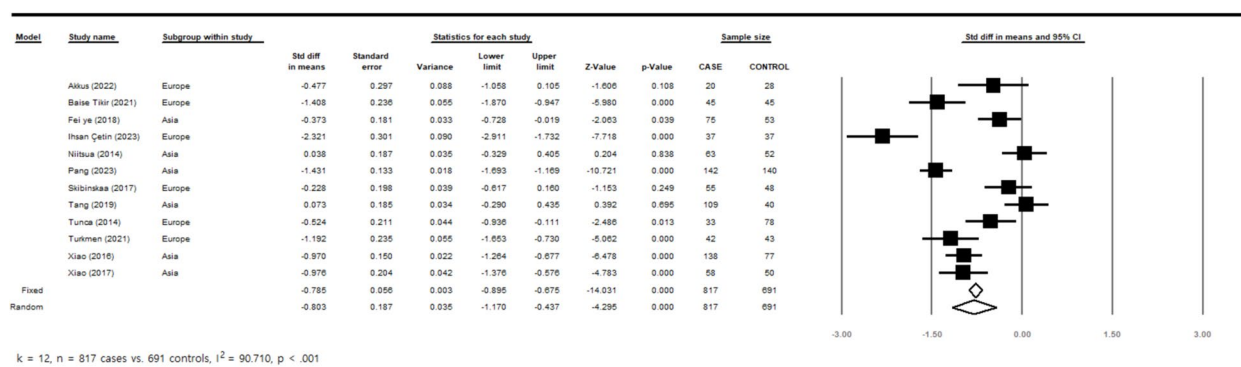 Model Study name Subgroup within study Statistics for each study Sample size Std diff in means and 95% CI
Std diff Standard Lower Upper
in means error Variance limit limit Z-Value p-Value CASE CONTROL
Akkus (2022) Europe -0.477 0.297 0.088 -1.058 0.105 -1.606 0.108 20 28
Baise Tikir (2021) Europe -1.408 0.236 0.055 -1.870 -0.947 -5.980 0.000 45 45
Fei ye (2018) Asia -0.373 0.181 0.033 -0.728 -0.019 -2.063 0.039 75 53
Ihsan Çetin (2023) Europe -2.321 0.301 0.090 -2.911 -1.732 -7.718 0.000 37 37
Niitsua (2014) Asia 0.038 0.187 0.035 -0.329 0.405 0.204 0.838 63 52
Pang (2023) Asia -1.431 0.133 0.018 -1.693 -1.169 -10.721 0.000 142 140
Skibinskaa (2017) Europe -0.228 0.198 0.039 -0.617 0.160 -1.153 0.249 55 48
Tang (2019) Asia 0.073 0.185 0.034 -0.290 0.435 0.392 0.695 109 40
Tunca (2014) Europe -0.524 0.211 0.044 -0.936 -0.111 -2.486 0.013 33 78
Turkmen (2021) Europe -1.192 0.235 0.055 -1.653 -0.730 -5.062 0.000 42 43
Xiao (2016) Asia -0.970 0.150 0.022 -1.264 -0.677 -6.478 0.000 138 77
Xiao (2017) Asia -0.976 0.204 0.042 -1.376 -0.576 -4.783 0.000 58 50
Fixed -0.785 0.056 0.003 -0.895 -0.675 -14.031 0.000 817 691
Random -0.803 0.187 0.035 -1.170 -0.437 -4.295 0.000 817 691
-3.00 -1.50 0.00 1.50 3.00
k = 12, n = 817 cases vs. 691 controls, I² = 90.710, p < .001